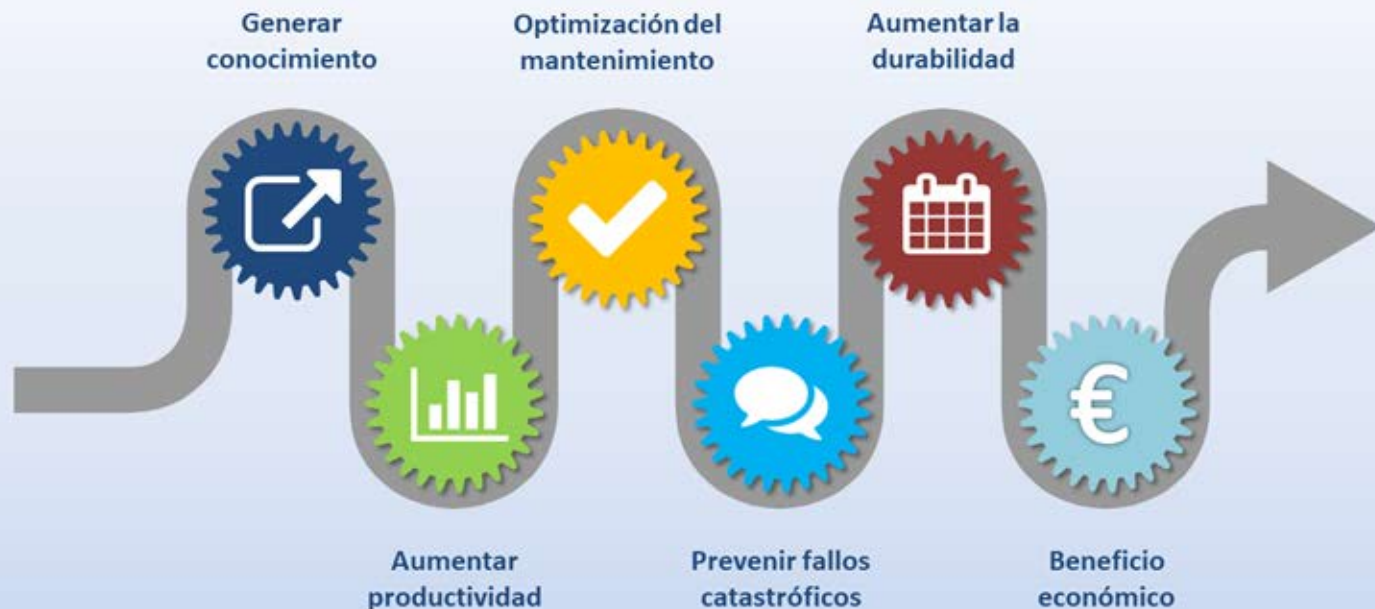 Generar
conocimiento
Optimización del
mantenimiento
Aumentar la
durabilidad
€
Aumentar
productividad
Prevenir fallos
catastróficos
Beneficio
económico